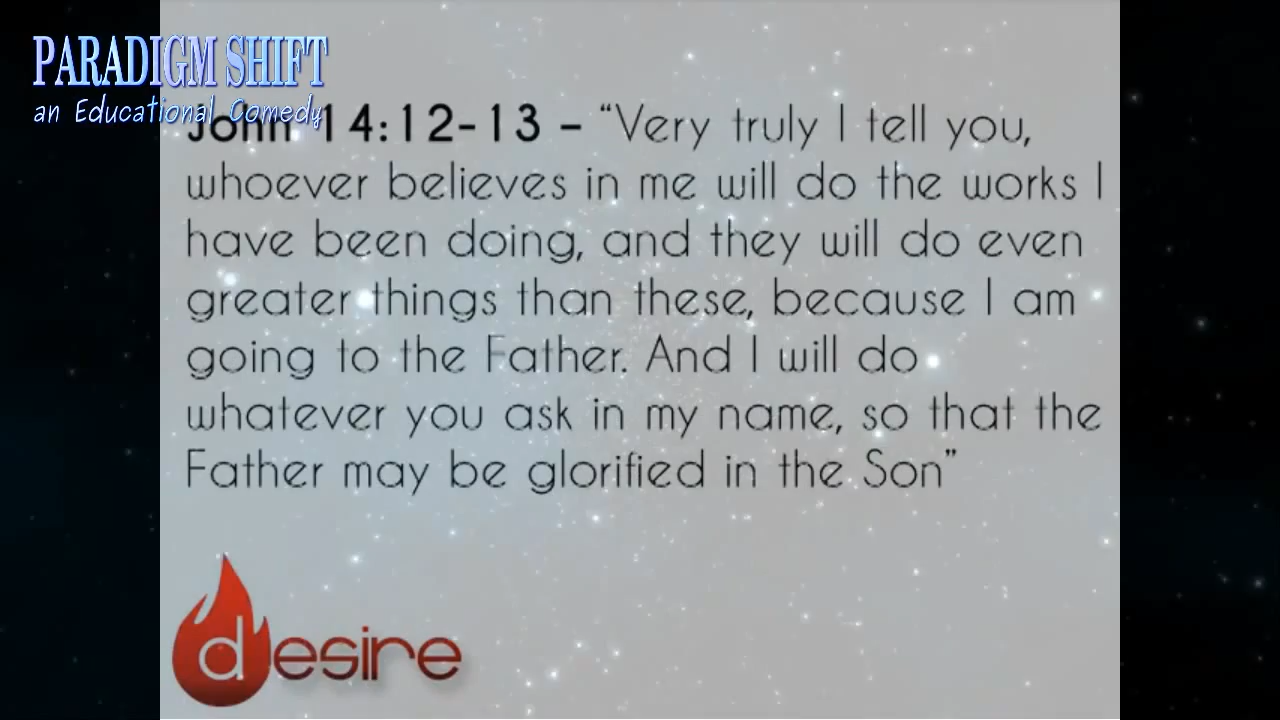 PARADIGM SHIFT
an Educational Comedy
John 14:12-13 – “Very truly I tell you,
whoever believes in me will do the works I
have been doing, and they will do even
greater things than these, because I am
going to the Father. And I will do
whatever you ask in my name, so that the
Father may be glorified in the Son”
desire